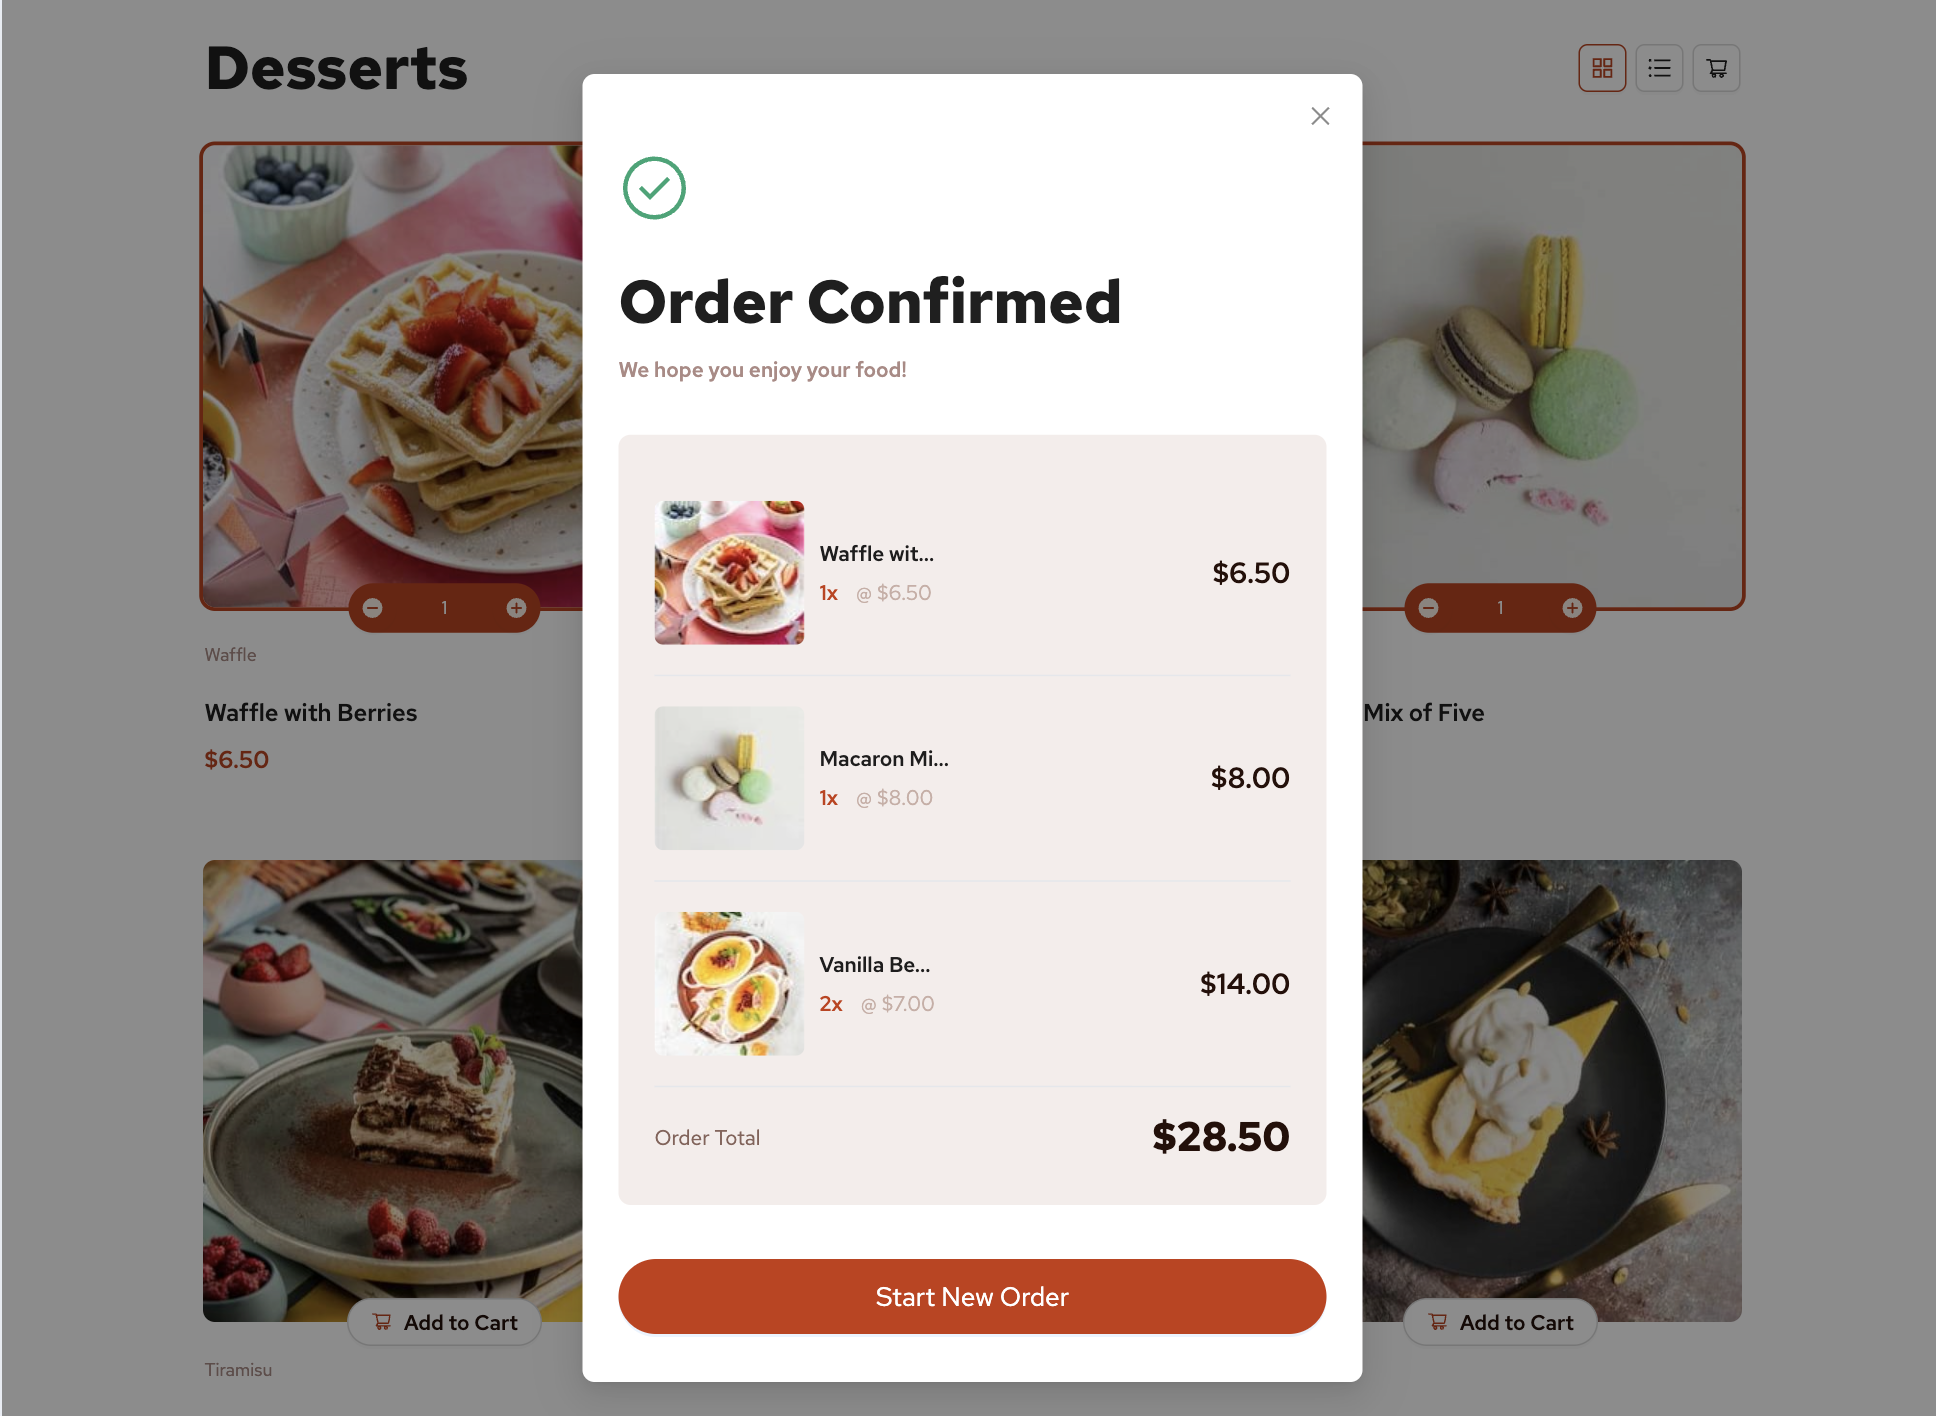 Desserts
Order Confirmed
We hope you enjoy your food!
Waffle wit...
1x @ $6.50
$6.50
Macaron Mi...
1x @ $8.00
$8.00
Vanilla Be...
2x @ $7.00
$14.00
Order Total
$28.50
Start New Order
1
Waffle
Waffle with Berries
$6.50
1
Mix of Five
Add to Cart
Tiramisu
Add to Cart